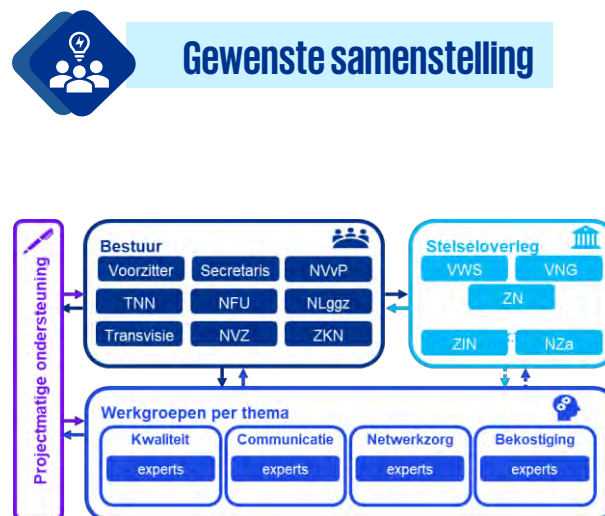 Gewenste samenstelling
Projectmatige ondersteuning
Bestuur
Voorzitter Secretaris NVvP
TNN NFU NLggz
Transvisie NVZ ZKN
Stelseloverleg
VWS VNG
ZN
ZIN NZa
Werkgroepen per thema
Kwaliteit Communicatie Netwerkzorg Bekostiging
experts experts experts experts